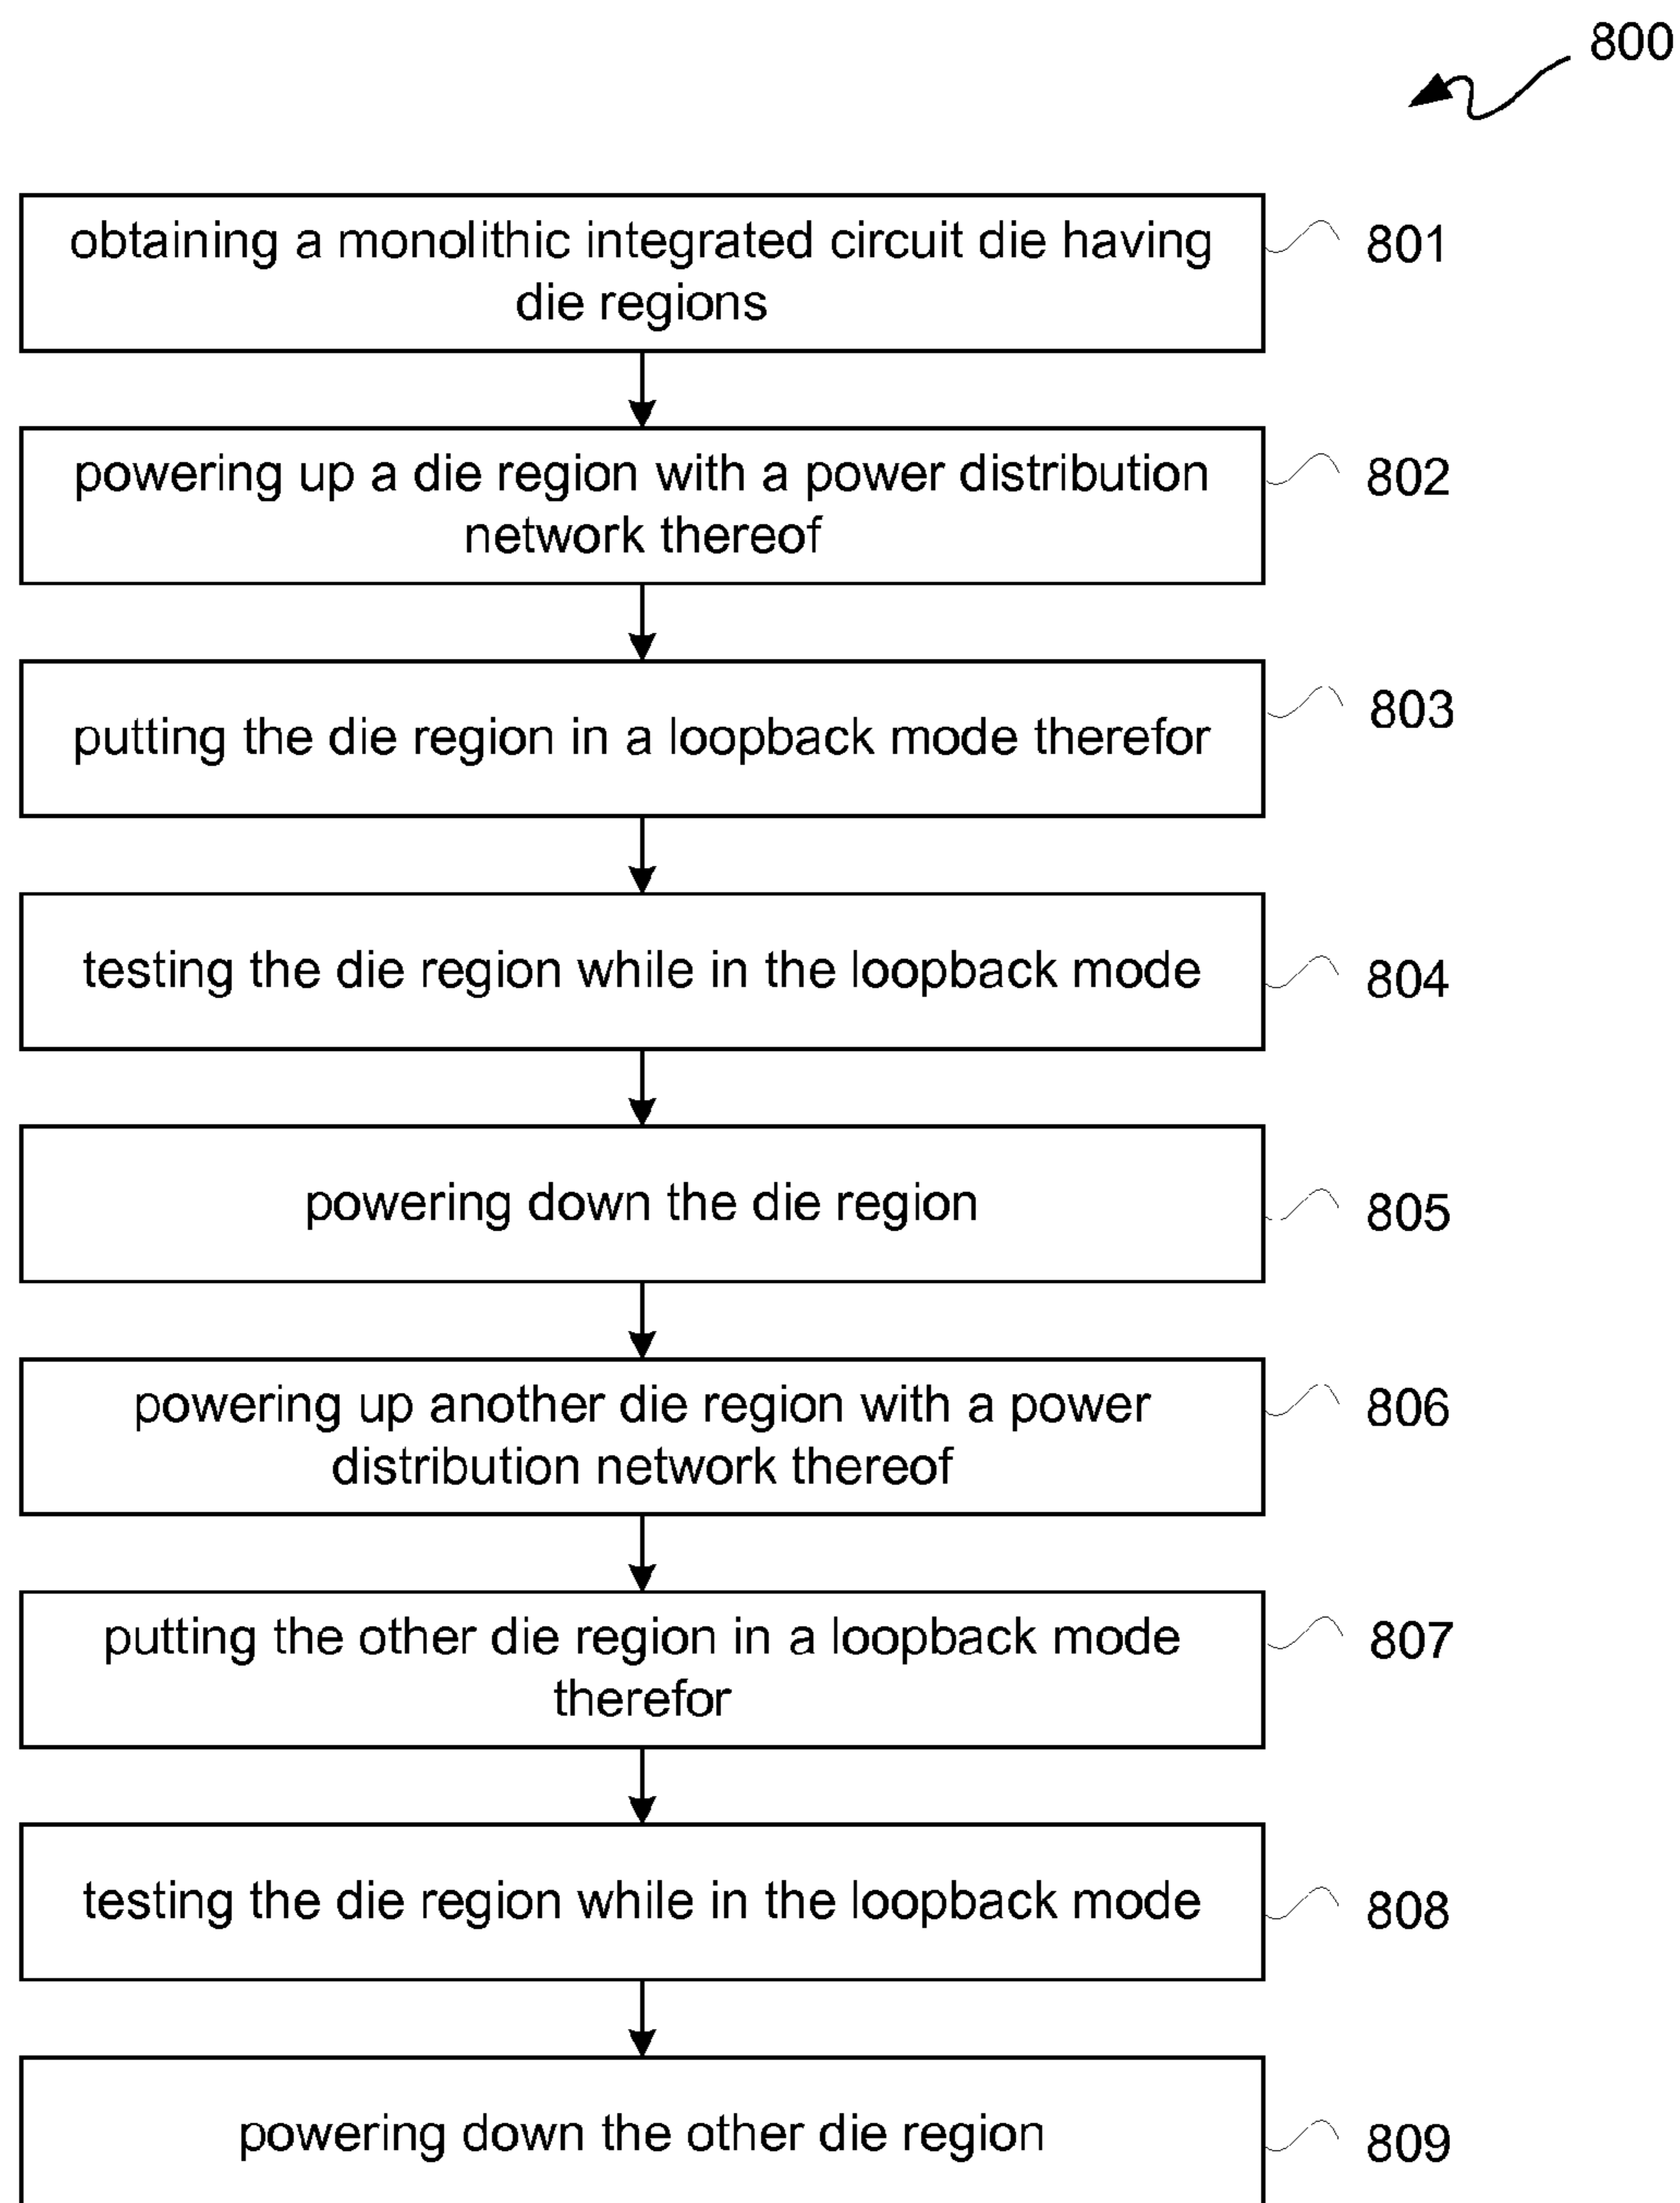 800
obtaining a monolithic integrated circuit die having
die regions
801
powering up a die region with a power distribution
network thereof
802
putting the die region in a loopback mode therefor
803
testing the die region while in the loopback mode
804
powering down the die region
805
powering up another die region with a power
distribution network thereof
806
putting the other die region in a loopback mode
therefor
807
testing the die region while in the loopback mode
808
powering down the other die region
809